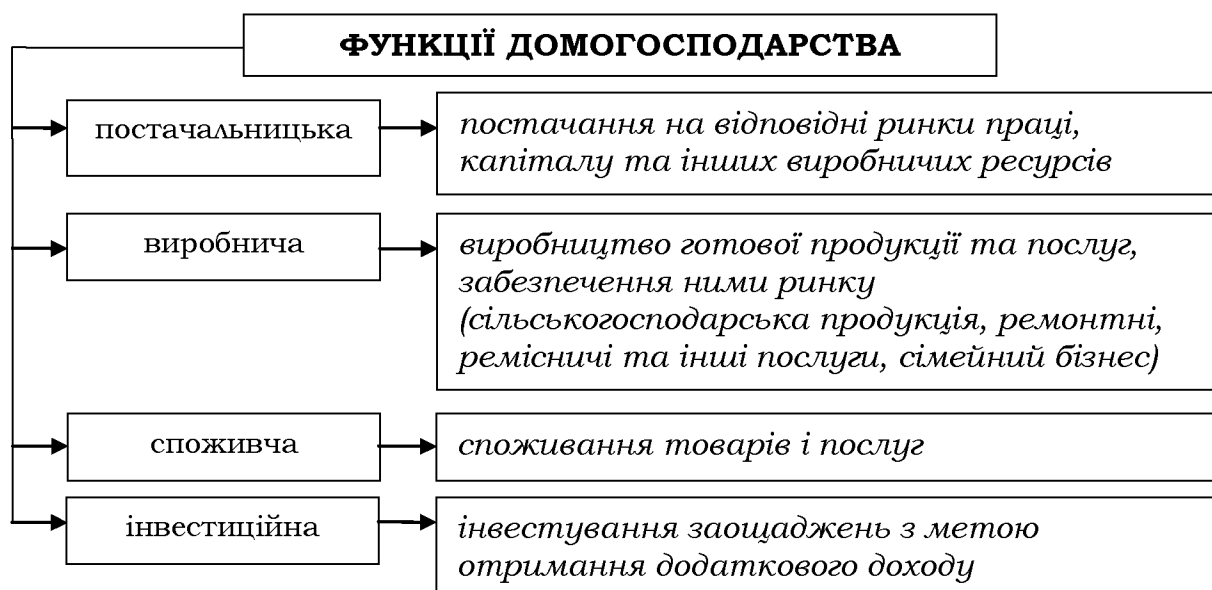 ФУНКЦІЇ ДОМОГОСПОДАРСТВА
постачальницька
постачання на відповідні ринки праці,
капіталу та інших виробничих ресурсів
виробнича
виробництво готової продукції та послуг,
забезпечення ними ринку
(сільськогосподарська продукція, ремонтні,
ремісничі та інші послуги, сімейний бізнес)
споживча
споживання товарів і послуг
інвестиційна
інвестування заощаджень з метою
отримання додаткового доходу